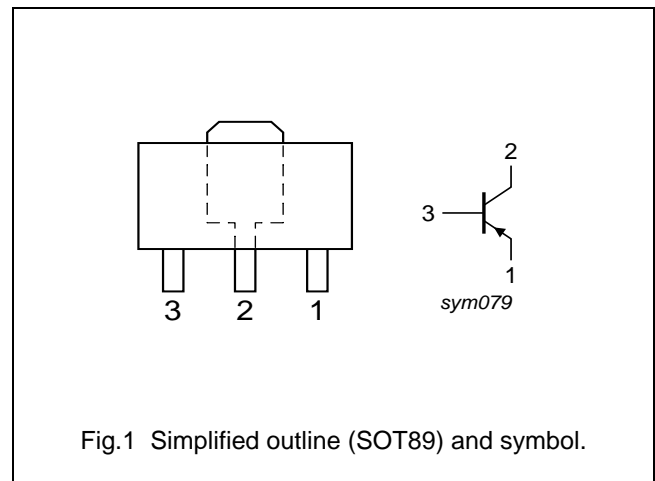 2
3
1
sym079
3 2 1
Fig.1 Simplified outline (SOT89) and symbol.